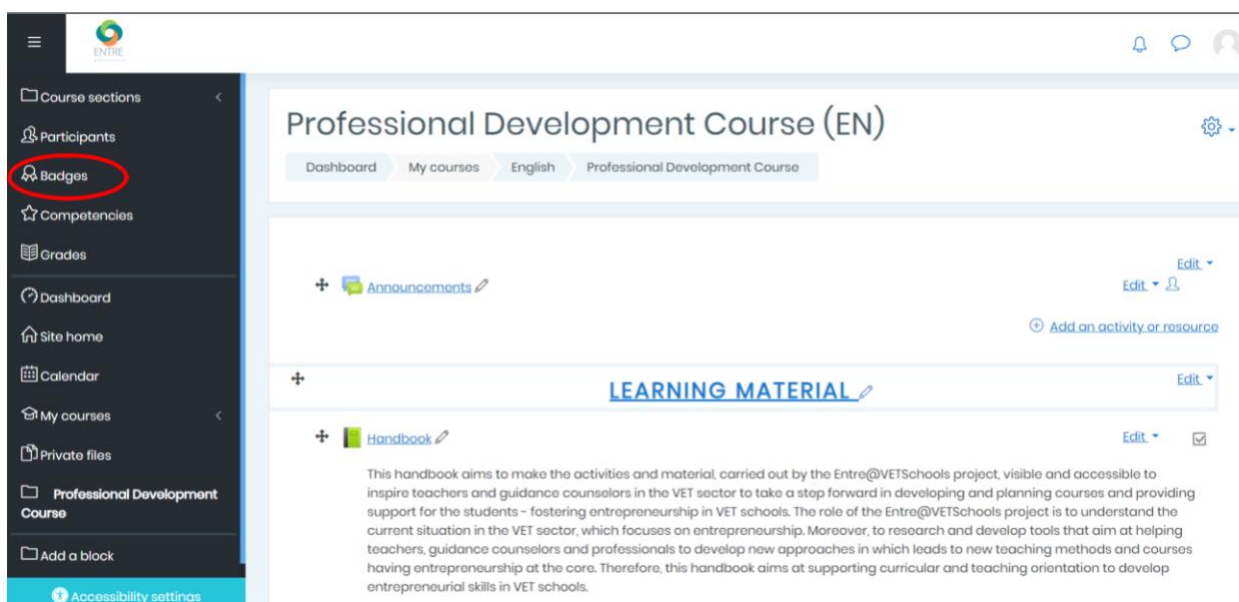 ENTRE
Course sections
Participants
Badges
Competencies
Grades
Dashboard
Site home
Calendar
My courses
Private files
Professional Development
Course
Add a block
Accessibility settings
Professional Development Course (EN)
Dashboard My courses English Professional Development Course
Edit
Announcements Edit
Add an activity or resource
LEARNING MATERIAL Edit
Handbook Edit
This handbook aims to make the activities and material, carried out by the Entre@VETSchools project, visible and accessible to
inspire teachers and guidance counselors in the VET sector to take a step forward in developing and planning courses and providing
support for the students - fostering entrepreneurship in VET schools. The role of the Entre@VETSchools project is to understand the
current situation in the VET sector, which focuses on entrepreneurship. Moreover, to research and develop tools that aim at helping
teachers, guidance counselors and professionals to develop new approaches in which leads to new teaching methods and courses
having entrepreneurship at the core. Therefore, this handbook aims at supporting curricular and teaching orientation to develop
entrepreneurial skills in VET schools.